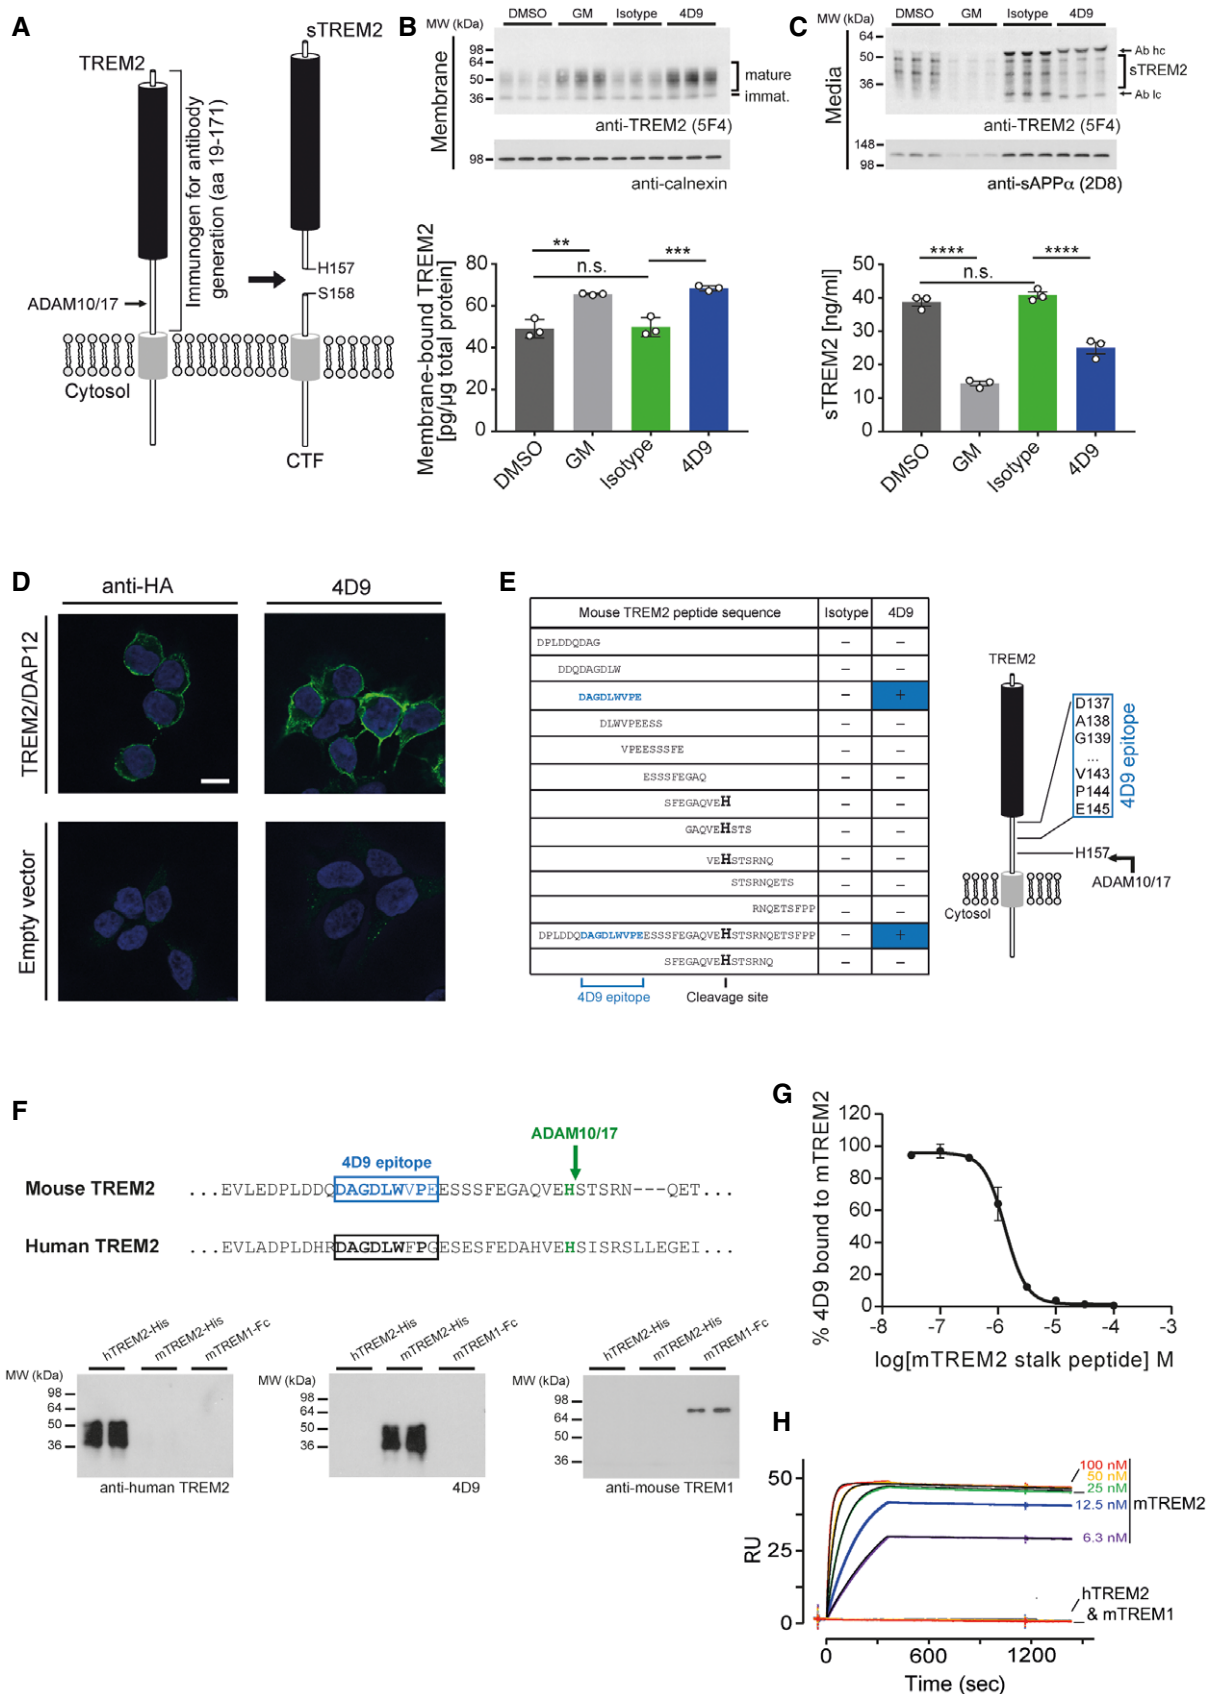 A
TREM2
sTREM2
Immunogen for antibody
generation (aa 19-171)
H157
S158
ADAM10/17
Cytosol
CTF
B
DMSO GM Isotype 4D9
MW (kDa)
Membrane
98
64
50
36
mature
immat.
anti-TREM2 (5F4)
98
anti-calnexin
Membrane-bound TREM2
[pg/µg total protein]
80
60
40
20
0
** ***
n.s.
DMSO GM Isotype 4D9
C
DMSO GM Isotype 4D9
MW (kDa)
Media
64
50
36
Ab hc
sTREM2
Ab lc
anti-TREM2 (5F4)
148
98
anti-sAPPα (2D8)
sTREM2 [ng/ml]
50
40
30
20
10
0
**** ****
n.s.
DMSO GM Isotype 4D9
D
anti-HA 4D9
TREM2/DAP12
Empty vector
E
Mouse TREM2 peptide sequence Isotype 4D9
DPLDDQDAG – –
DDQDAGDLW – –
DAGDLWVPE – +
DLWVPEESS – –
VPEESSSFE – –
ESSSFEGAQ – –
SFEGAQVEH – –
GAQVEHSTS – –
VEHSTSRNQ – –
STSRNQETS – –
RNQETSFPP – –
DPLDDQDAGDLWVPEESSSFEGAQVEHSTSRNQETSFPP – +
SFEGAQVEHSTSRNQ – –
4D9 epitope Cleavage site
TREM2
D137
A138
G139
...
V143
P144
E145
4D9 epitope
H157
ADAM10/17
Cytosol
F
ADAM10/17
4D9 epitope
Mouse TREM2 ...EVLEDPLDDQDAGDLWVPEESSSFEGAQVEHSTSRN---QET...
Human TREM2 ...EVLADPLDHRDAGDLWFPGESESFEDAHVEHSISRSLLEGEI...
hTREM2-His mTREM2-His mTREM1-Fc
MW (kDa)
98
64
50
36
anti-human TREM2
hTREM2-His mTREM2-His mTREM1-Fc
MW (kDa)
98
64
50
36
4D9
hTREM2-His mTREM2-His mTREM1-Fc
MW (kDa)
98
64
50
36
anti-mouse TREM1
G
% 4D9 bound to mTREM2
120
100
80
60
40
20
0
-8 -7 -6 -5 -4 -3
log[mTREM2 stalk peptide] M
H
RU
50
25
0
100 nM
50 nM
25 nM
12.5 nM
6.3 nM
mTREM2
hTREM2
& mTREM1
0 600 1200
Time (sec)